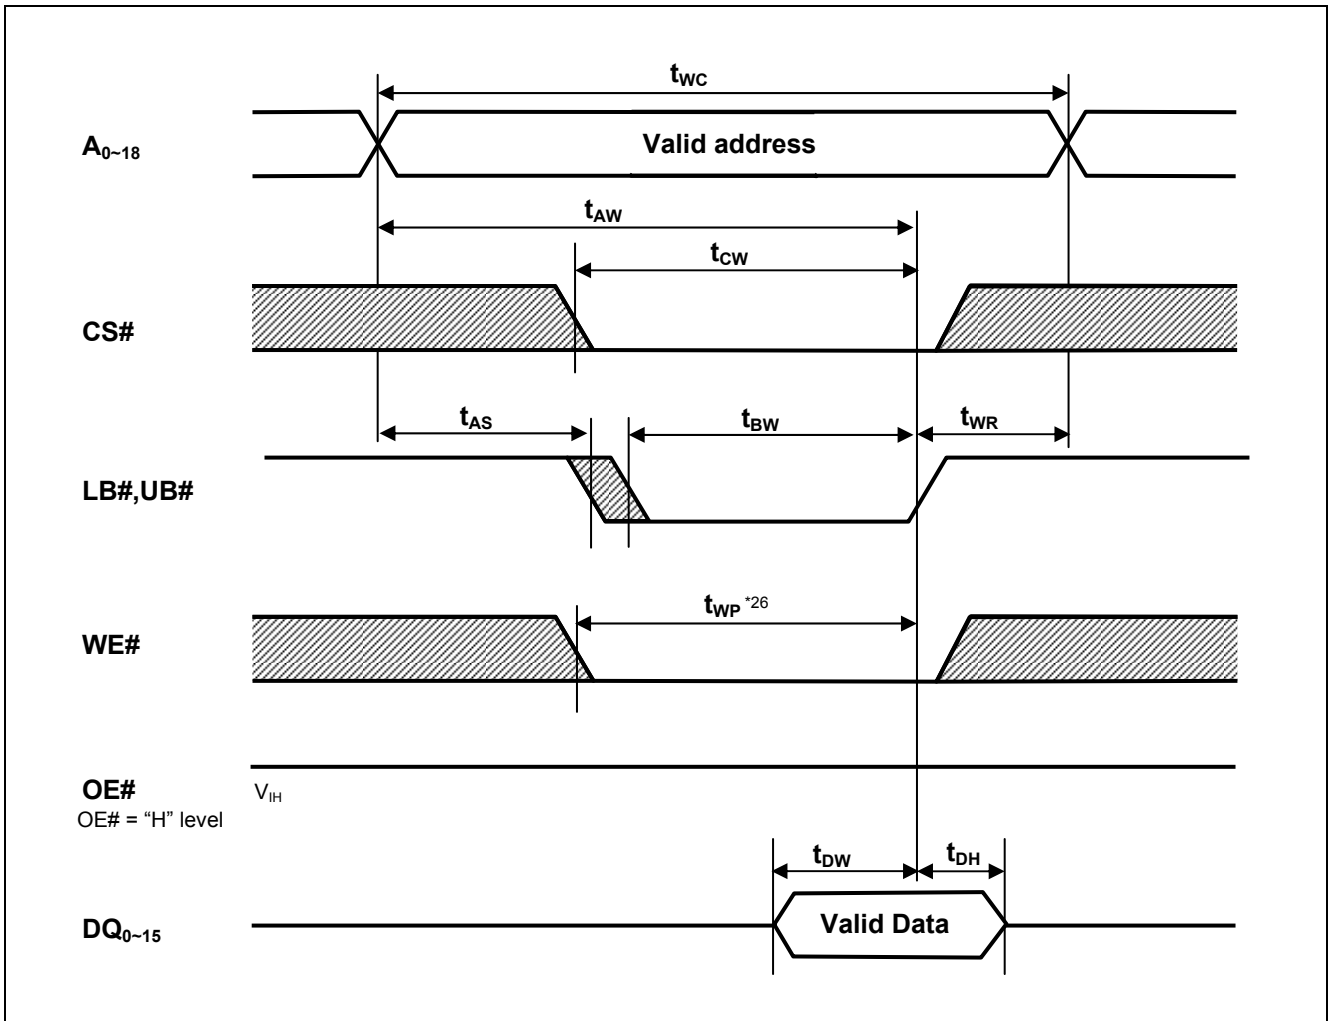 tWC
A0~18
Valid address
tAW
tCW
CS#
tAS
tBW
tWR
LB#,UB#
tWP *26
WE#
OE#
VIH
OE# = “H” level
tDW
tDH
DQ0~15
Valid Data